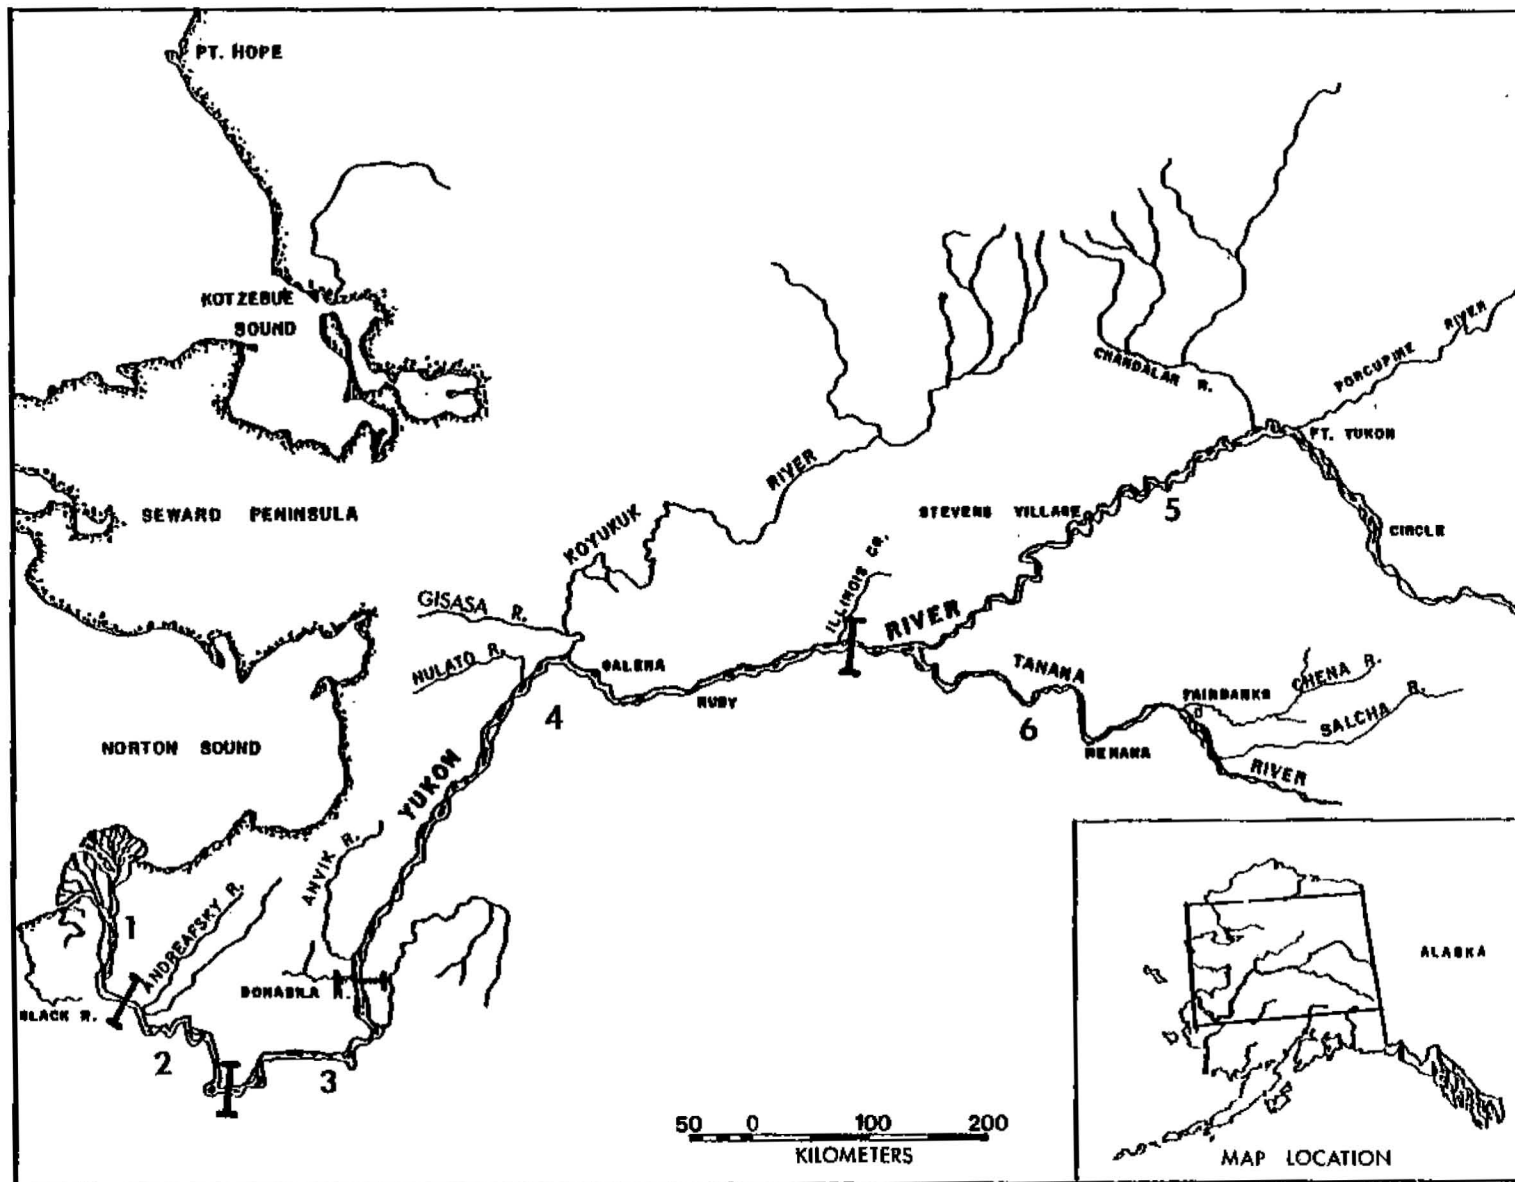 PT. HOPE
KOTZEBUE
SOUND
SEWARD PENINSULA
NORTON SOUND
GISASA R.
NULATO R.
KOYUKUK RIVER
GALENA
RUBY
ILLINOIS CR.
STEVENS VILLAGE
CHANDALAR R.
PORCUPINE RIVER
FT. YUKON
CIRCLE
YUKON RIVER
TANANA RIVER
NENANA
FAIRBANKS
CHENA R.
SALCHA R.
ANVIK R.
BONASILA R.
ANDREAFSKY R.
BLACK R.
1
2
3
4
5
6
50 0 100 200
KILOMETERS
ALASKA
MAP LOCATION